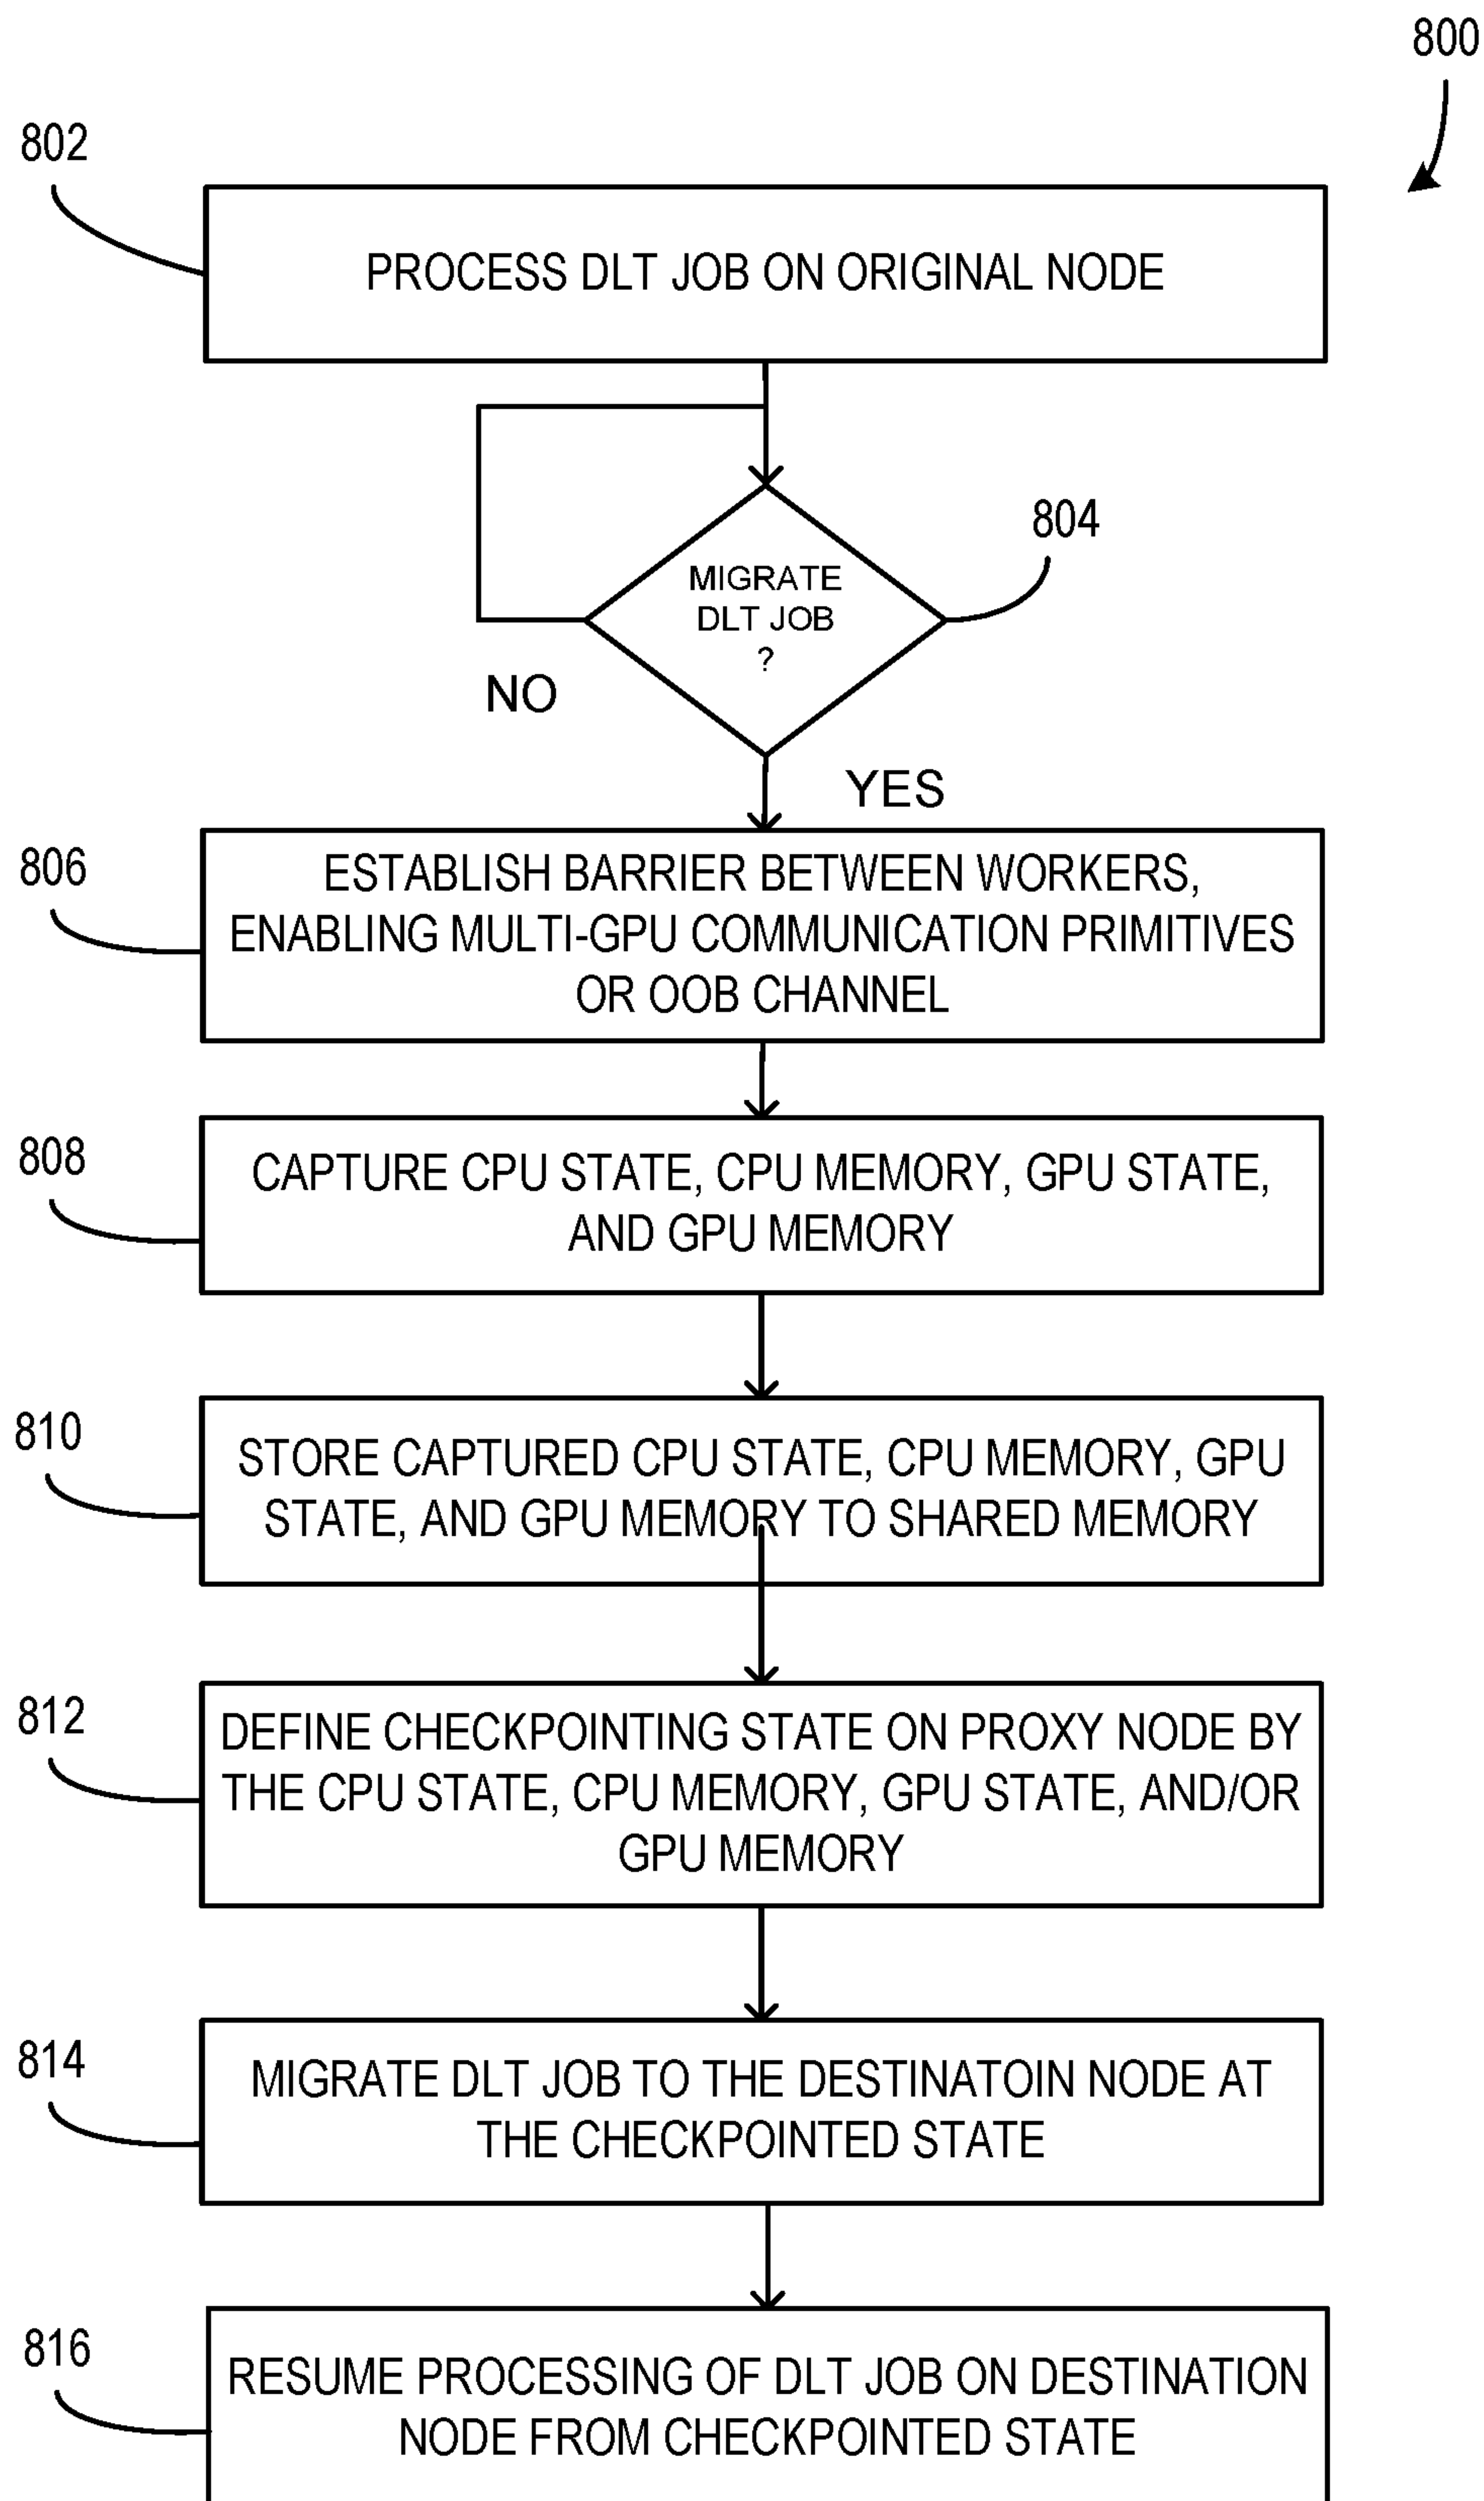 800
802
PROCESS DLT JOB ON ORIGINAL NODE
804
MIGRATE
DLT JOB
?
NO
YES
806
ESTABLISH BARRIER BETWEEN WORKERS,
ENABLING MULTI-GPU COMMUNICATION PRIMITIVES
OR OOB CHANNEL
808
CAPTURE CPU STATE, CPU MEMORY, GPU STATE,
AND GPU MEMORY
810
STORE CAPTURED CPU STATE, CPU MEMORY, GPU
STATE, AND GPU MEMORY TO SHARED MEMORY
812
DEFINE CHECKPOINTING STATE ON PROXY NODE BY
THE CPU STATE, CPU MEMORY, GPU STATE, AND/OR
GPU MEMORY
814
MIGRATE DLT JOB TO THE DESTINATOIN NODE AT
THE CHECKPOINTED STATE
816
RESUME PROCESSING OF DLT JOB ON DESTINATION
NODE FROM CHECKPOINTED STATE